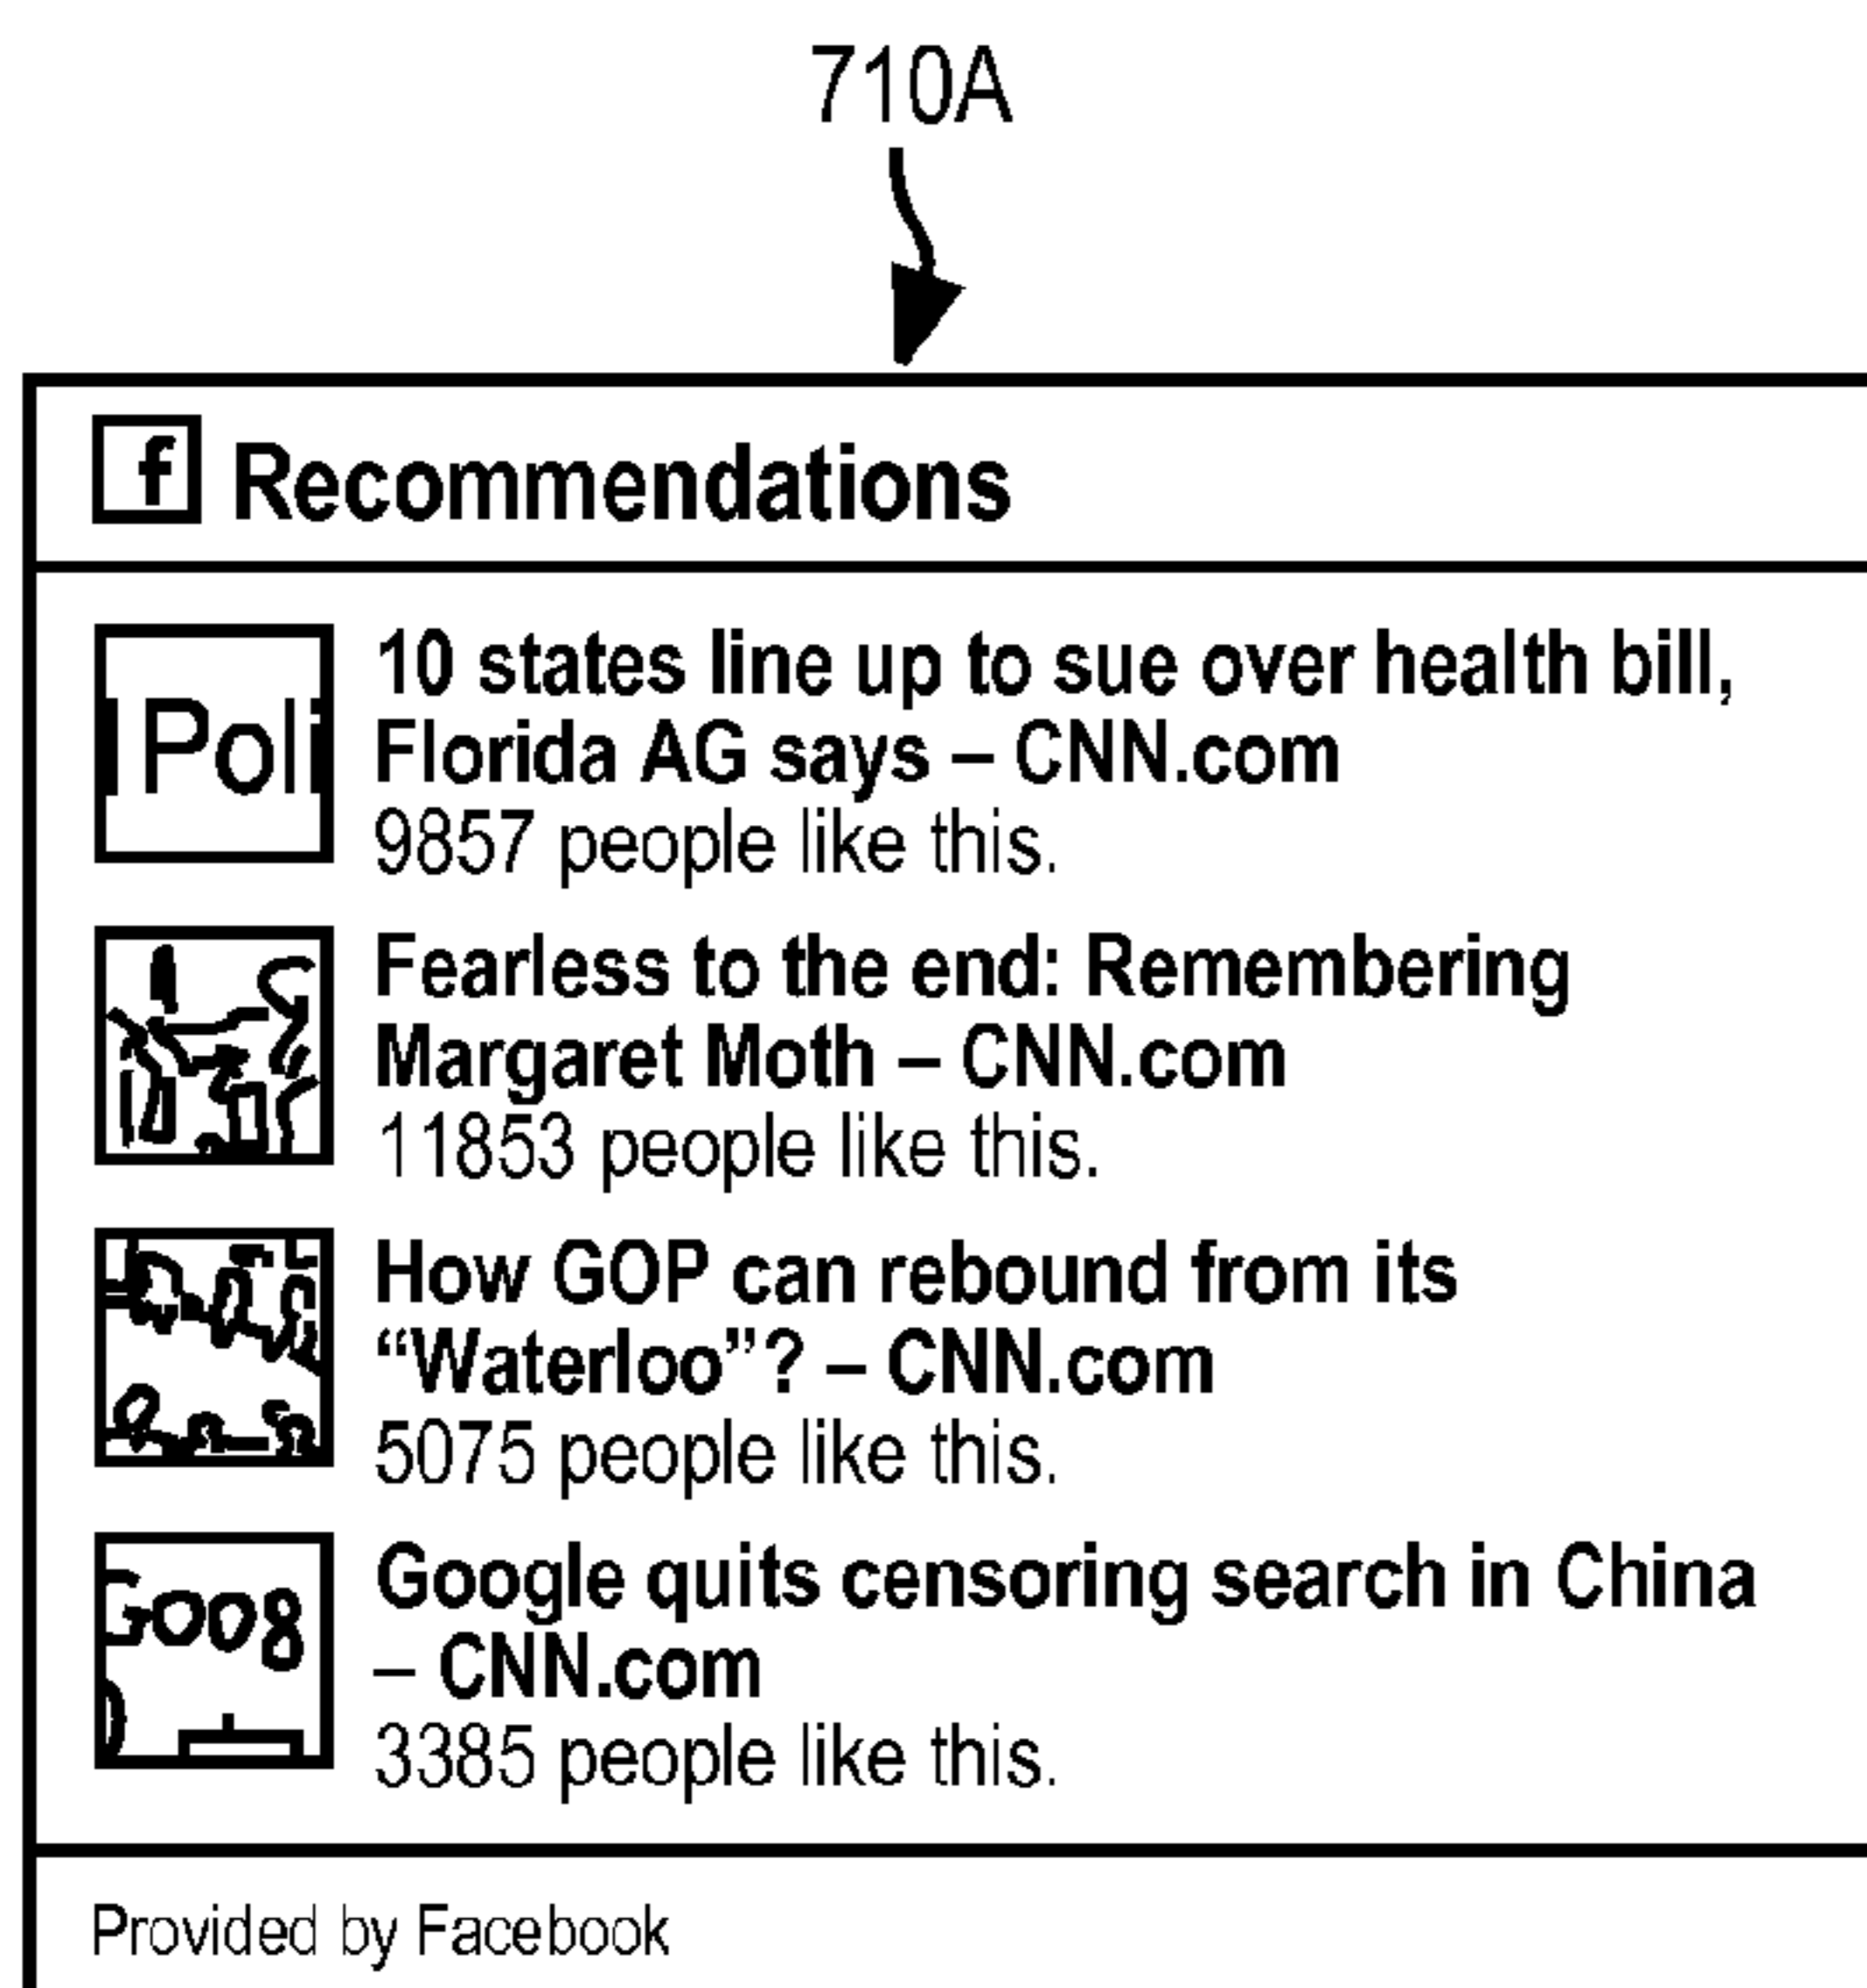 710A
f Recommendations
Poli
10 states line up to sue over health bill,
Florida AG says – CNN.com
9857 people like this.
Fearless to the end: Remembering
Margaret Moth – CNN.com
11853 people like this.
How GOP can rebound from its
“Waterloo”? – CNN.com
5075 people like this.
Goog
Google quits censoring search in China
– CNN.com
3385 people like this.
Provided by Facebook